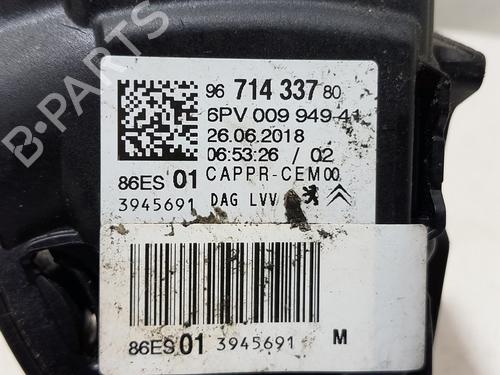 96 714 337 80
6PV 009 949-41
26.06.2018
06:53:26 / 02
86ES 01 CAPPR-CEM00
3945691 DAG LVV
86ES 01 3945691 M
B-PARTS